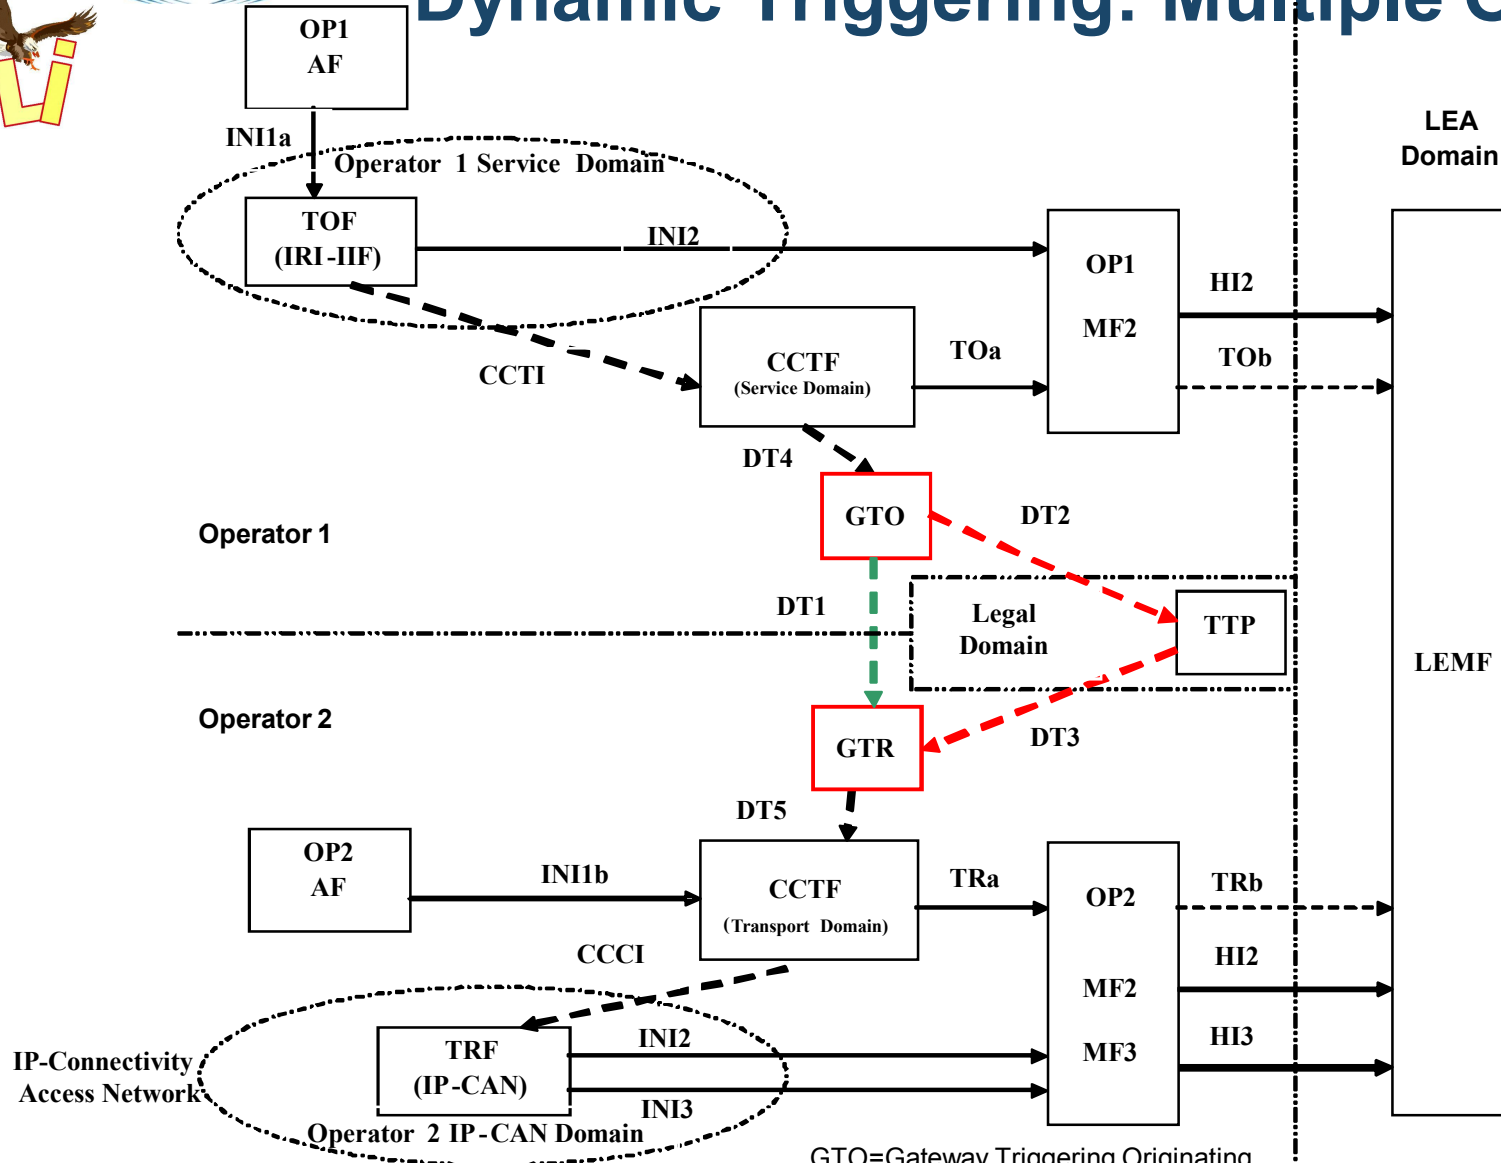 Dynamic Triggering: Multiple
Li
OP1
AF
INI1a
Operator 1 Service Domain
TOF
(IRI-IIF)
INI2
OP1
MF2
HI2
TOb
LEA
Domain
CCTI
CCTF
(Service Domain)
TOa
DT4
GTO
DT2
Operator 1
DT1
Legal
Domain
TTP
LEMF
Operator 2
GTR
DT3
DT5
OP2
AF
INI1b
CCTF
(Transport Domain)
TRa
OP2
MF2
MF3
TRb
HI2
HI3
CCCI
IP-Connectivity
Access Network
TRF
(IP-CAN)
INI2
INI3
Operator 2 IP-CAN Domain
GTO=Gateway Triggering Originating